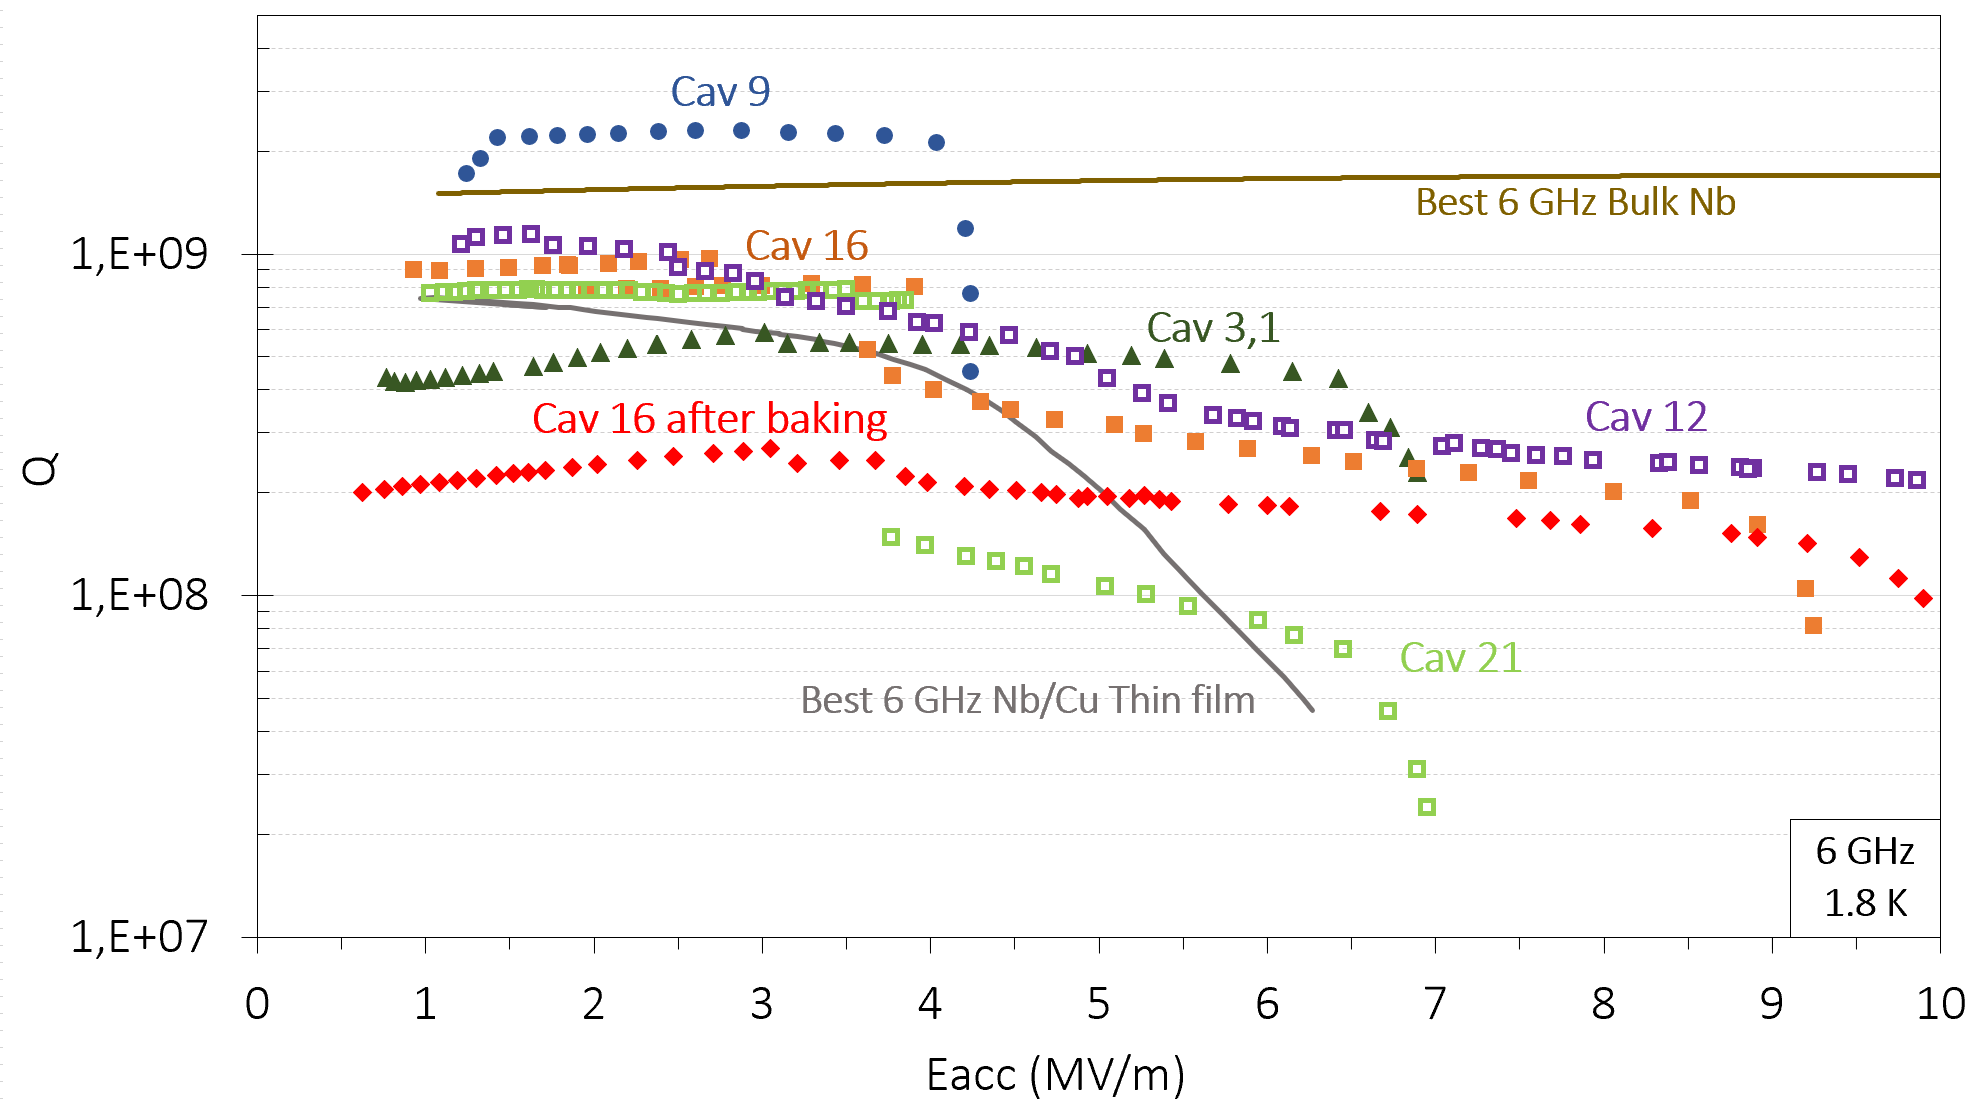 Cav 9
Best 6 GHz Bulk Nb
1,E+09
Cav 16
Cav 3,1
Cav 16 after baking
Cav 12
Q
1,E+08
Cav 21
Best 6 GHz Nb/Cu Thin film
6 GHz
1.8 K
1,E+07
0 1 2 3 4 5 6 7 8 9 10
Eacc (MV/m)